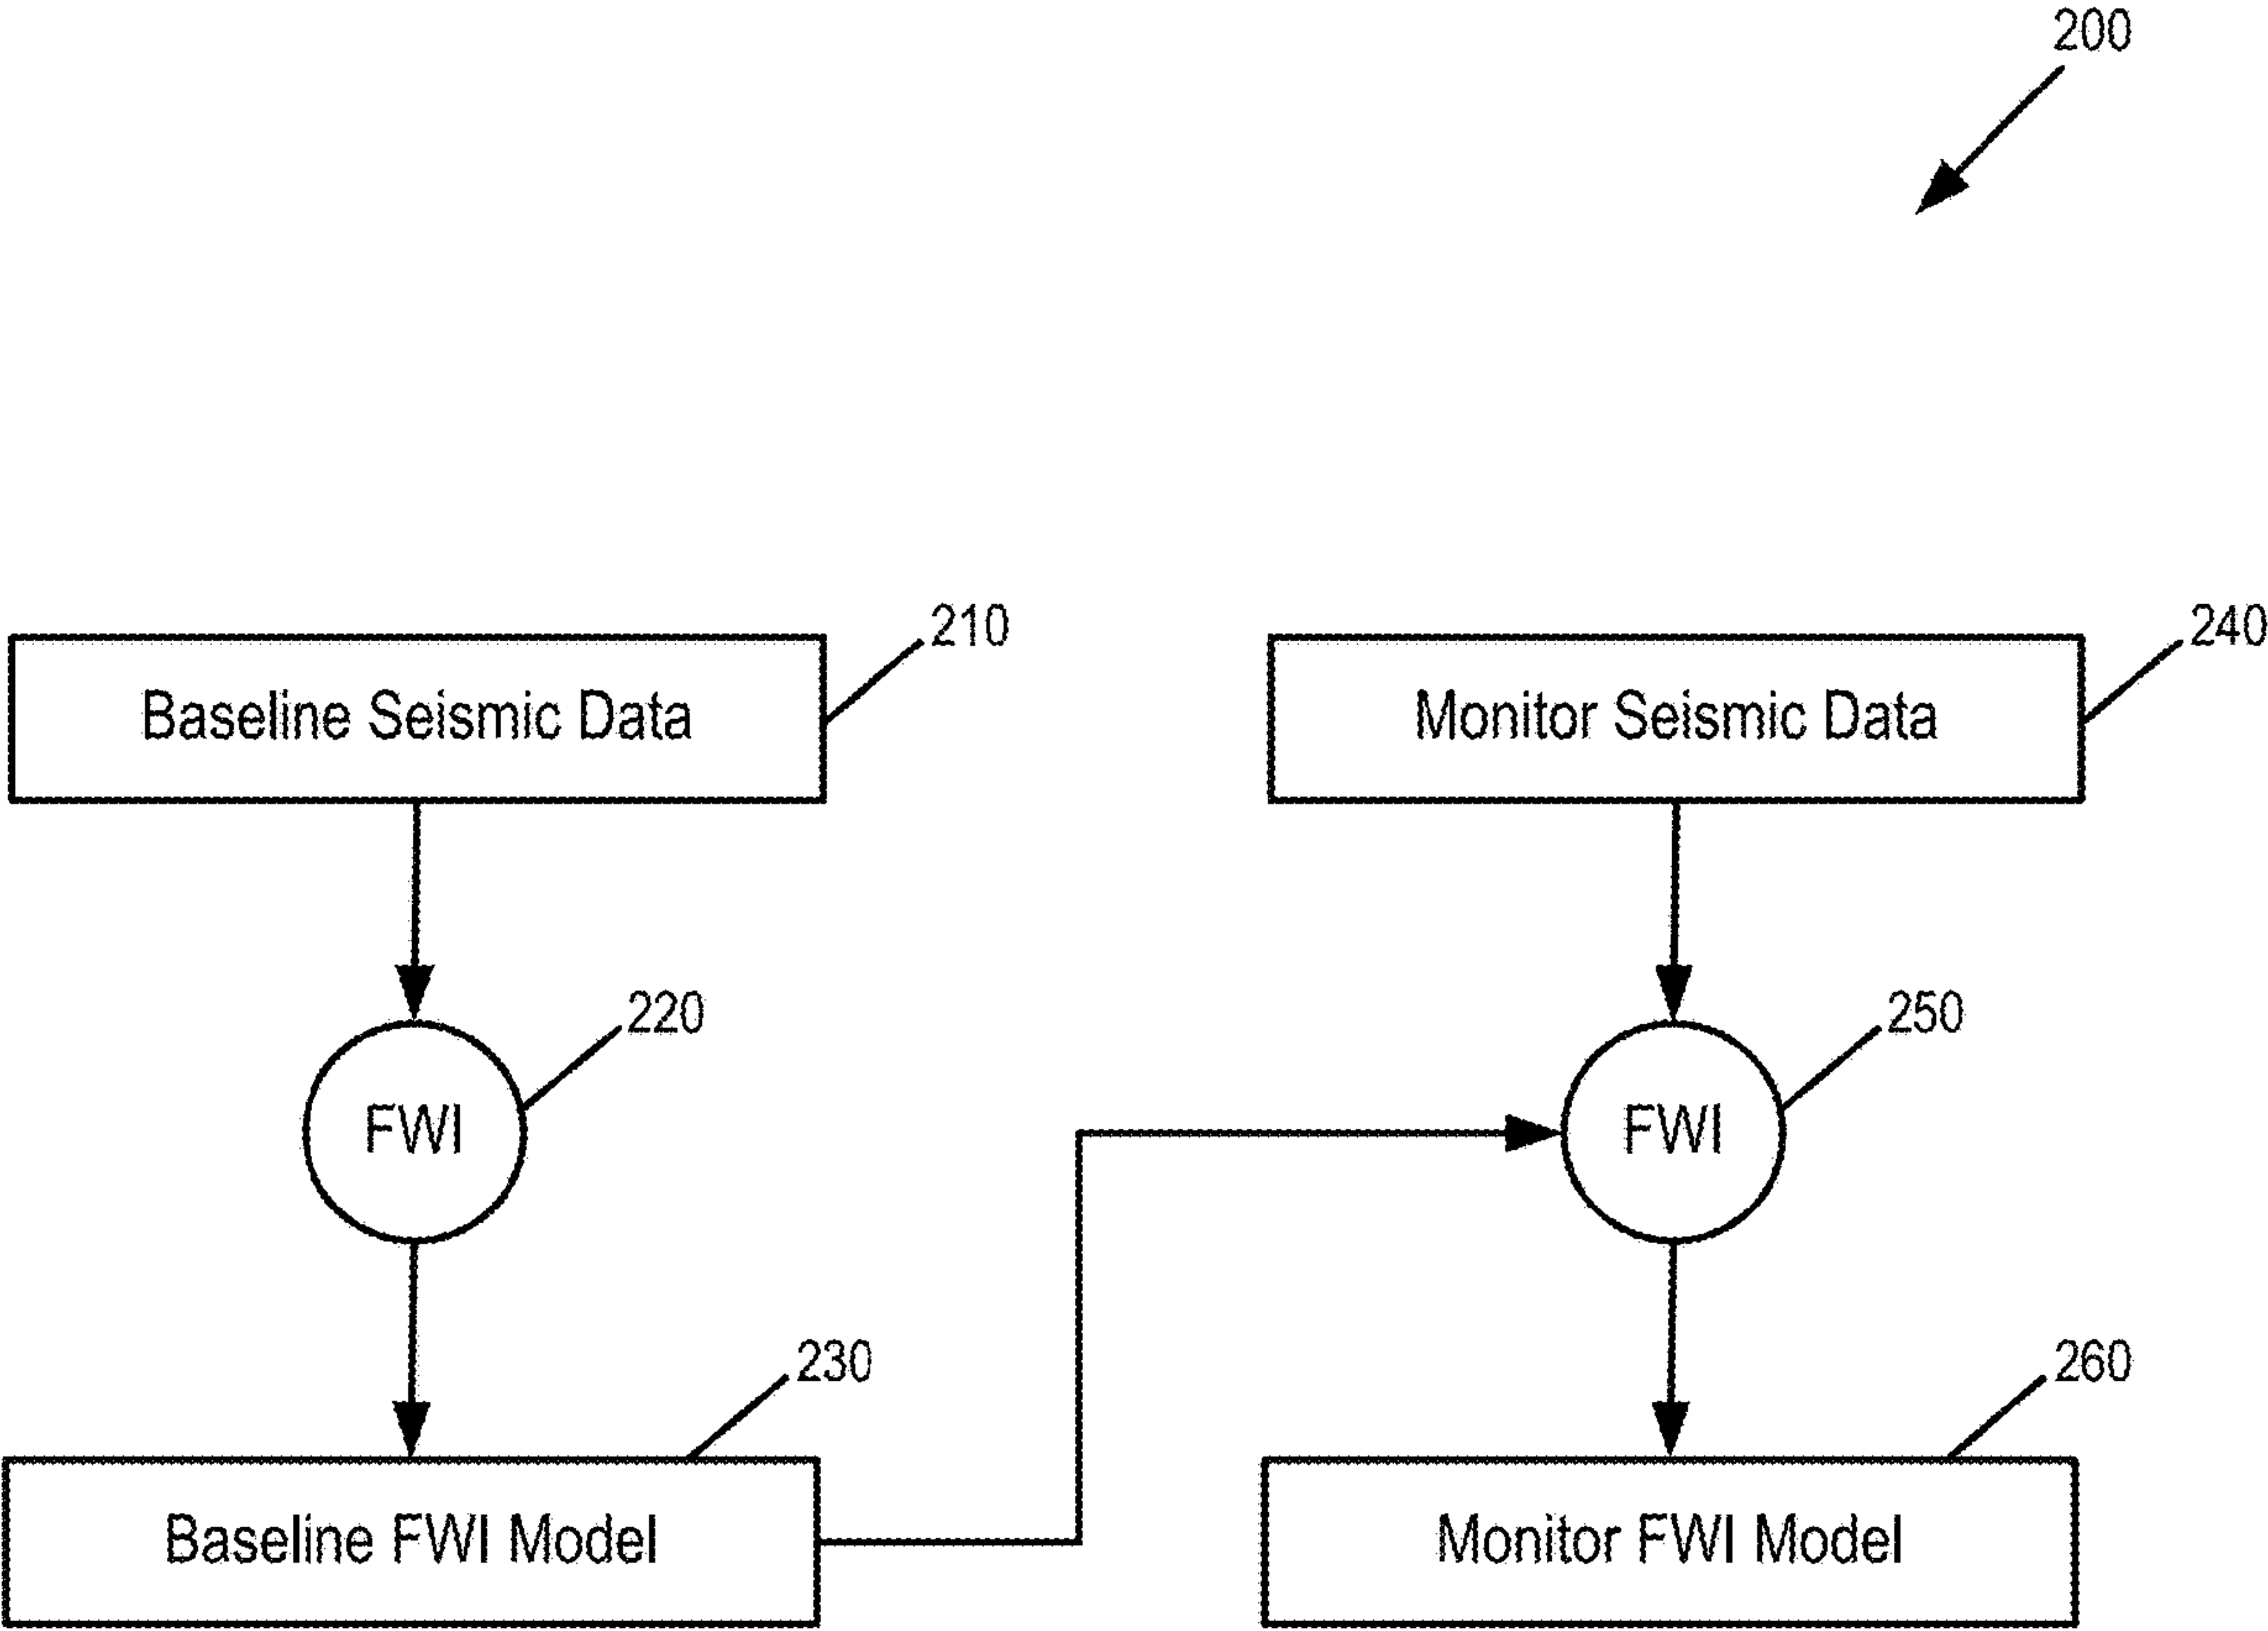 200
210
240
Baseline Seismic Data
Monitor Seismic Data
220
250
FWI
FWI
230
260
Baseline FWI Model
Monitor FWI Model